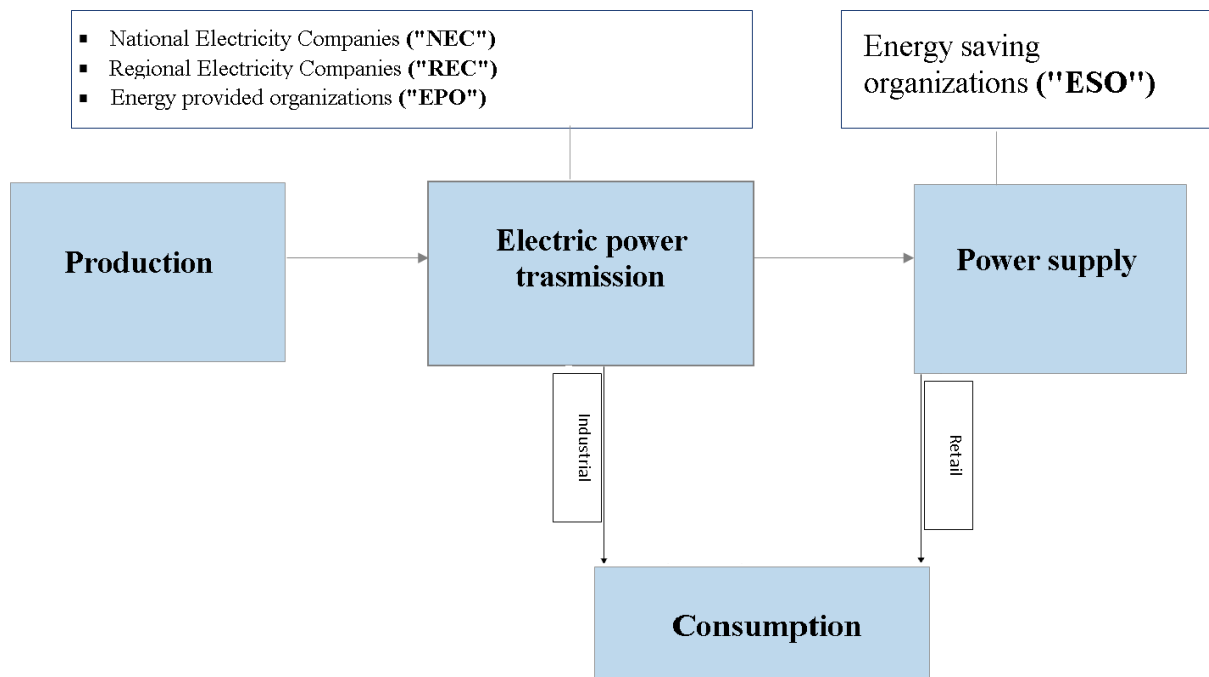 ▪ National Electricity Companies ("NEC")
▪ Regional Electricity Companies ("REC")
▪ Energy provided organizations ("EPO")
Energy saving
organizations ("ESO")
Production
Electric power
trasmission
Power supply
Industrial
Retail
Consumption